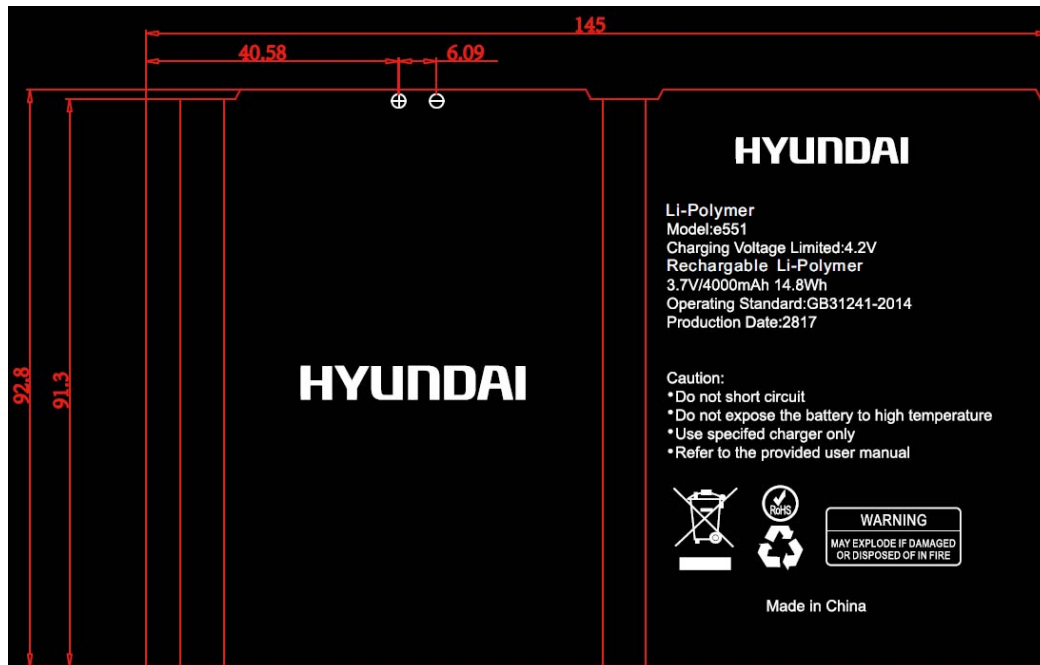 145
40.58
6.09
92.8
91.3
HYUNDAI
HYUNDAI
Li-Polymer
Model:e551
Charging Voltage Limited:4.2V
Rechargable Li-Polymer
3.7V/4000mAh 14.8Wh
Operating Standard:GB31241-2014
Production Date:2817
Caution:
*Do not short circuit
*Do not expose the battery to high temperature
*Use specifed charger only
*Refer to the provided user manual
RoHS
WARNING
MAY EXPLODE IF DAMAGED
OR DISPOSED OF IN FIRE
Made in China